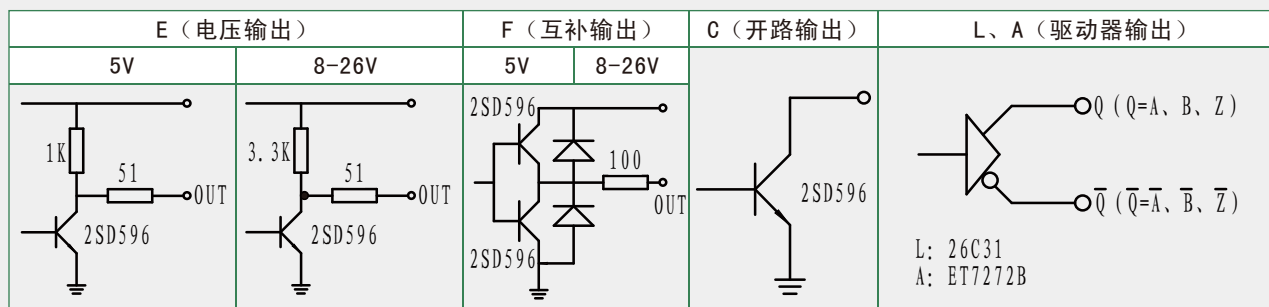 E（电压输出）
F（互补输出）
C（开路输出）
L、A（驱动器输出）
5V
8-26V
5V
8-26V
1K
51
OUT
2SD596
3.3K
51
OUT
2SD596
2SD596
100
OUT
2SD596
2SD596
Q（Q=A、B、Z）
Q̅（Q̅=A̅、B̅、Z̅）
L: 26C31
A: ET7272B